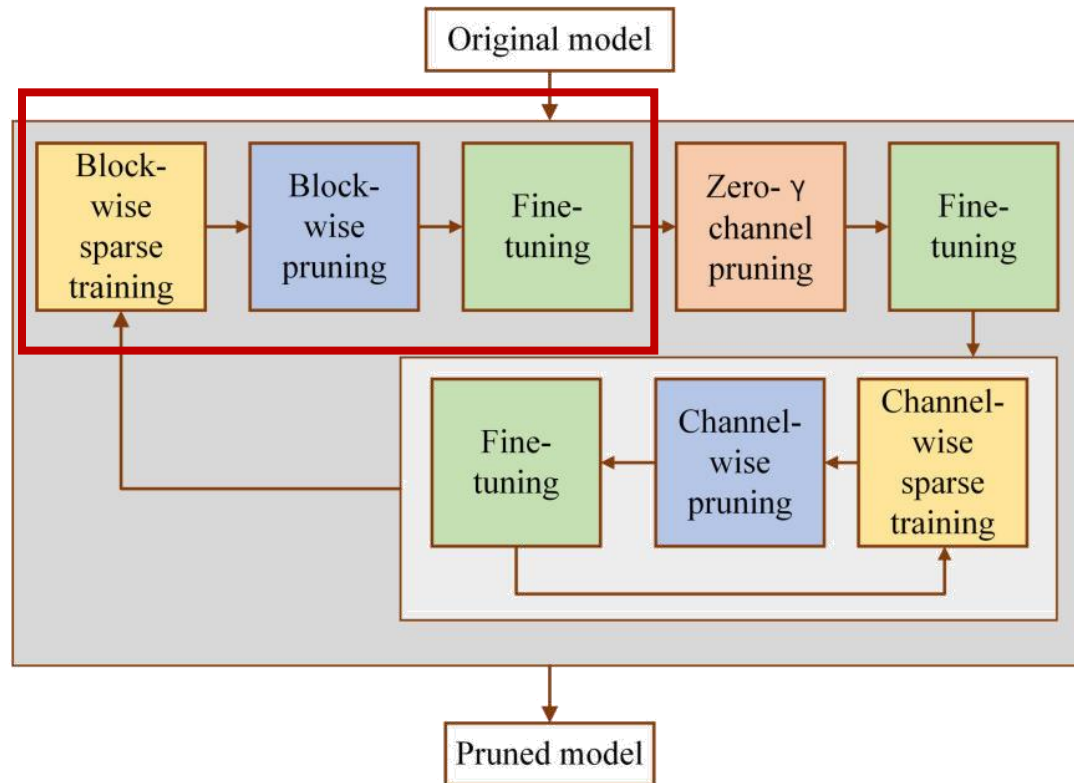 Original model
Block-
wise
sparse
training
Block-
wise
pruning
Fine-
tuning
Zero- γ
channel
pruning
Fine-
tuning
Fine-
tuning
Channel-
wise
pruning
Channel-
wise
sparse
training
Pruned model